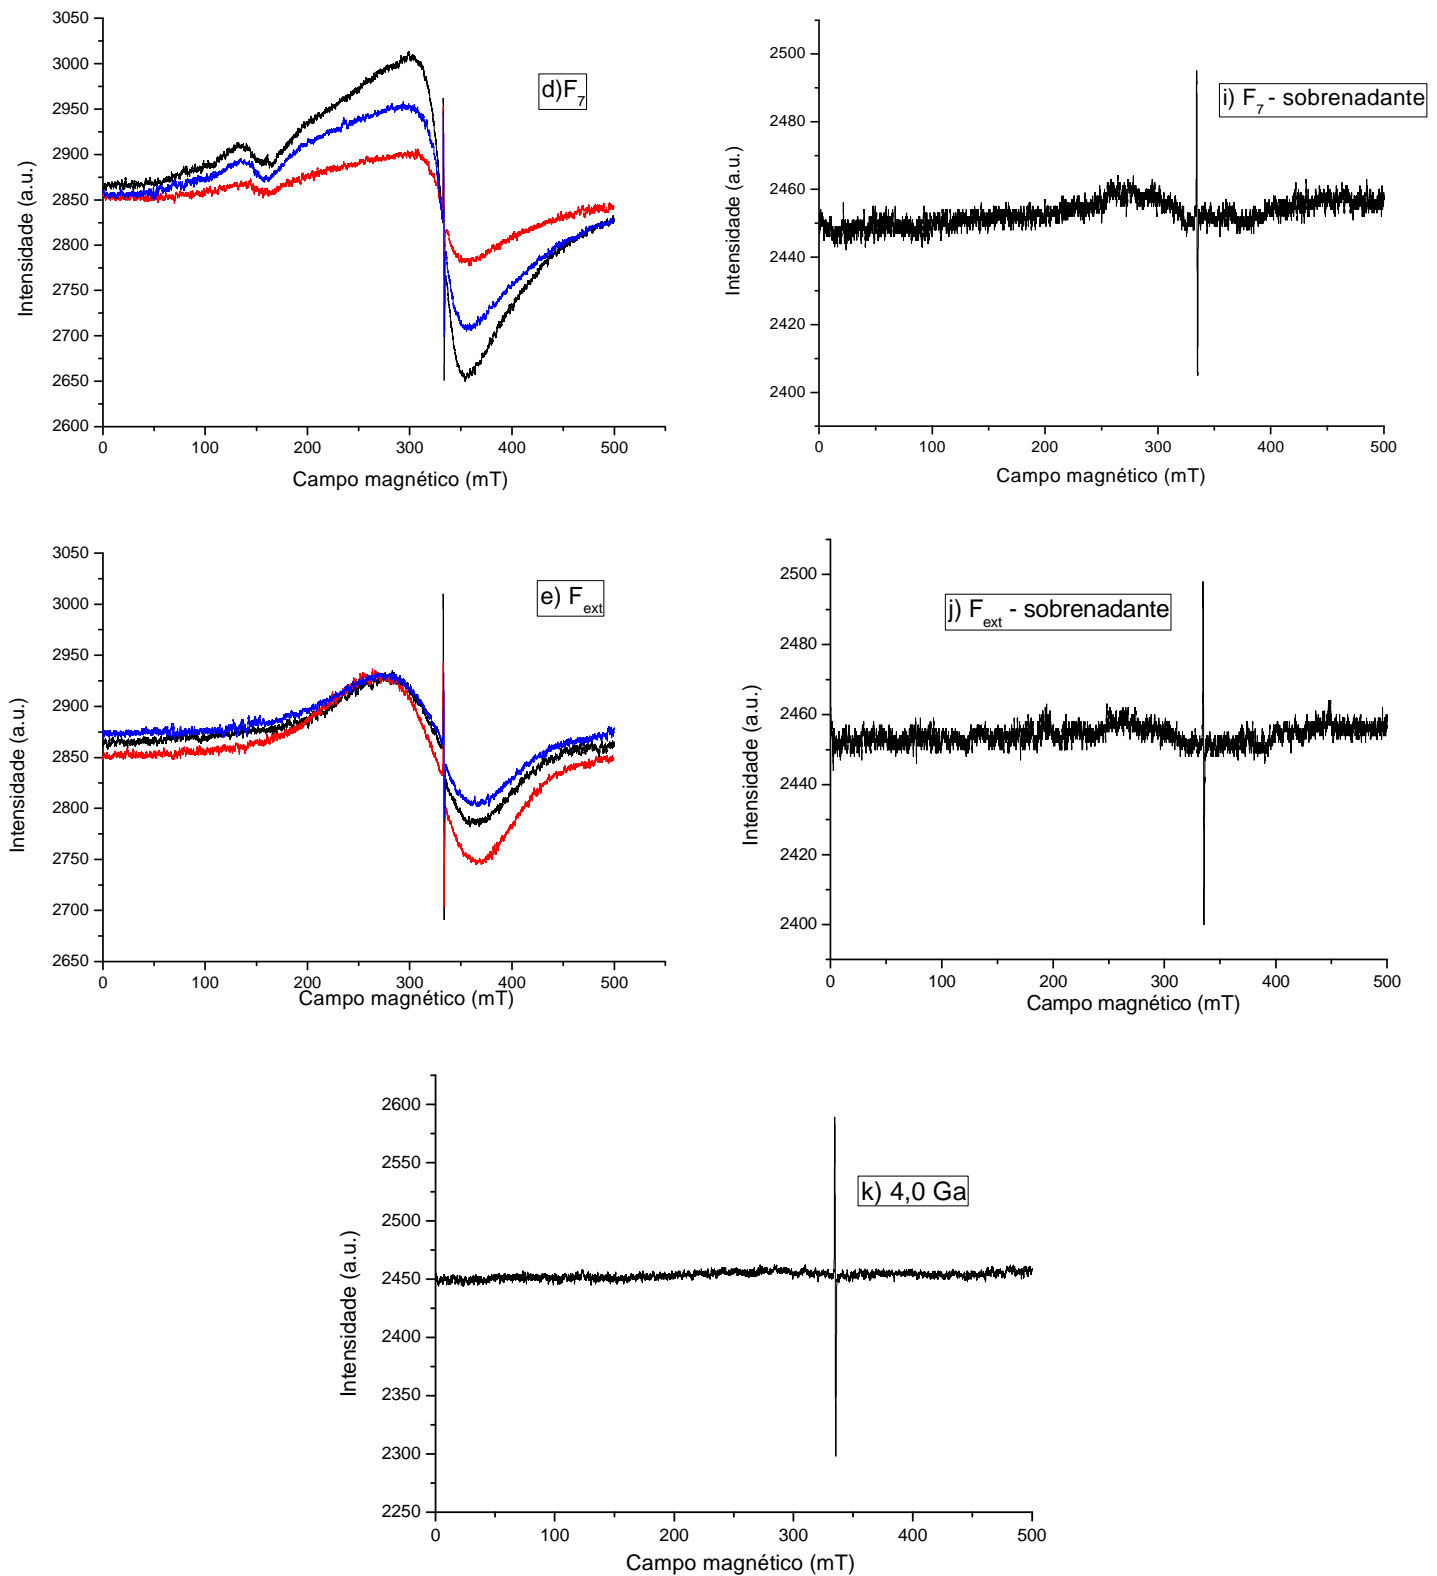 3050
3000
2950
2900
2850
2800
2750
2700
2650
2600
0 100 200 300 400 500
Intensidade (a.u.)
Campo magnético (mT)
d)F7
2500
2480
2460
2440
2420
2400
0 100 200 300 400 500
Intensidade (a.u.)
Campo magnético (mT)
i) F7 - sobrenadante
3050
3000
2950
2900
2850
2800
2750
2700
2650
0 100 200 300 400 500
Intensidade (a.u.)
Campo magnético (mT)
e) Fext
2500
2480
2460
2440
2420
2400
0 100 200 300 400 500
Intensidade (a.u.)
Campo magnético (mT)
j) Fext - sobrenadante
2600
2550
2500
2450
2400
2350
2300
2250
0 100 200 300 400 500
Intensidade (a.u.)
Campo magnético (mT)
k) 4,0 Ga